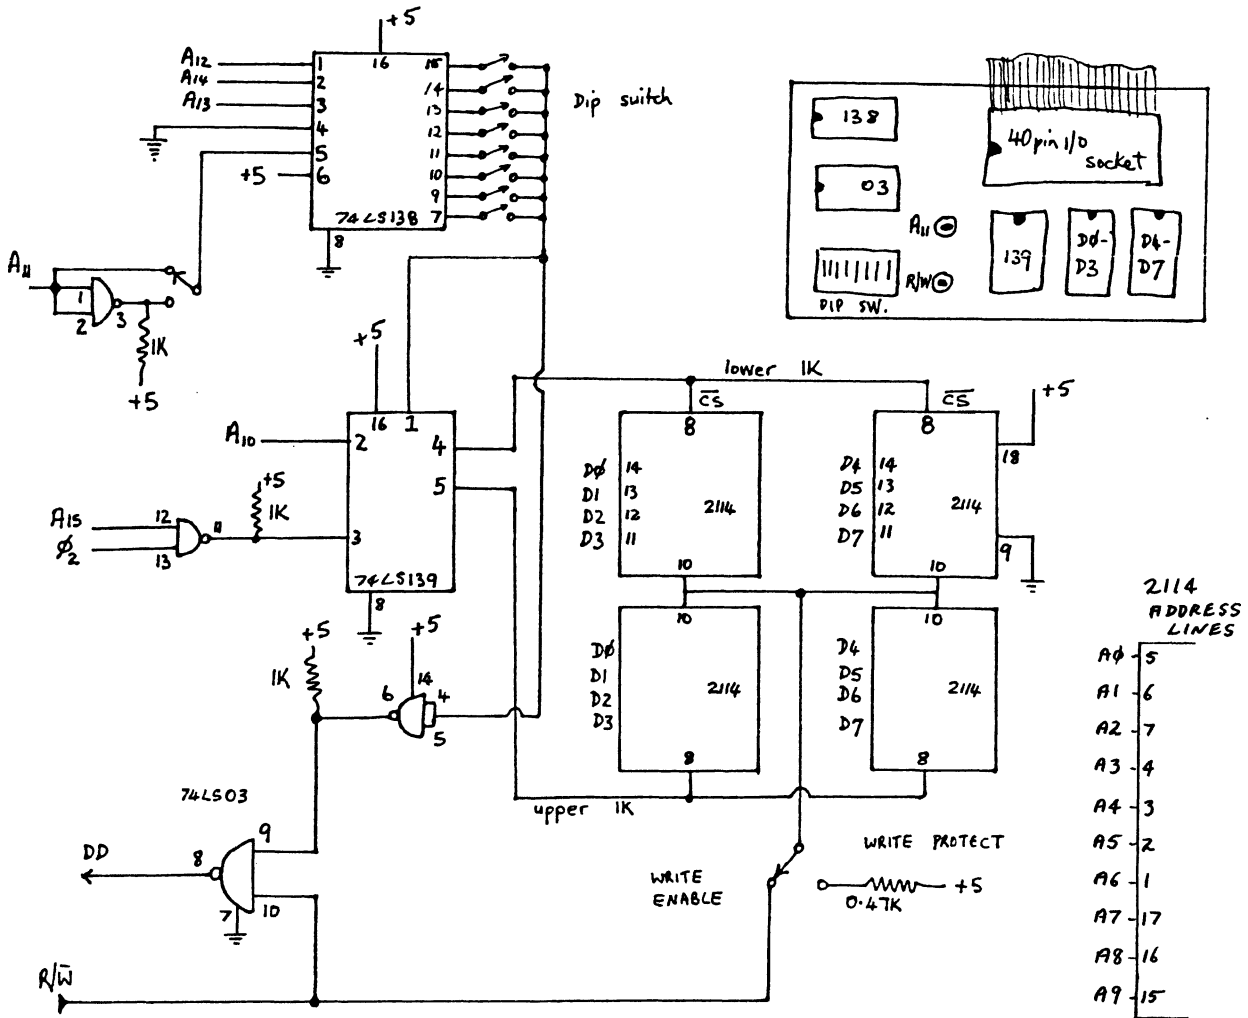 +5
A12
A14
A13
1
2
3
4
5
6
16
15
14
13
12
11
10
9
7
+5
74LS138
8
Dip switch
A11
1
2
3
1K
+5
138
03
40 pin I/O
socket
A11
R/W
DIP SW.
139
DØ-
D3
D4-
D7
+5
16
1
A10
2
4
5
A15
Ø2
12
13
11
+5
1K
3
74LS139
8
lower 1K
CS
8
DØ 14
D1 13
D2 12
D3 11
2114
10
CS
8
D4 14
D5 13
D6 12
D7 11
2114
10
+5
18
9
10
DØ
D1
D2
D3
2114
8
10
D4
D5
D6
D7
2114
8
upper 1K
+5
1K
+5
14
6
4
5
74LS03
DD
8
9
10
7
R/W̅
WRITE
ENABLE
WRITE PROTECT
0.47K
+5
2114
ADDRESS
LINES
AØ 5
A1 6
A2 7
A3 4
A4 3
A5 2
A6 1
A7 17
A8 16
A9 15